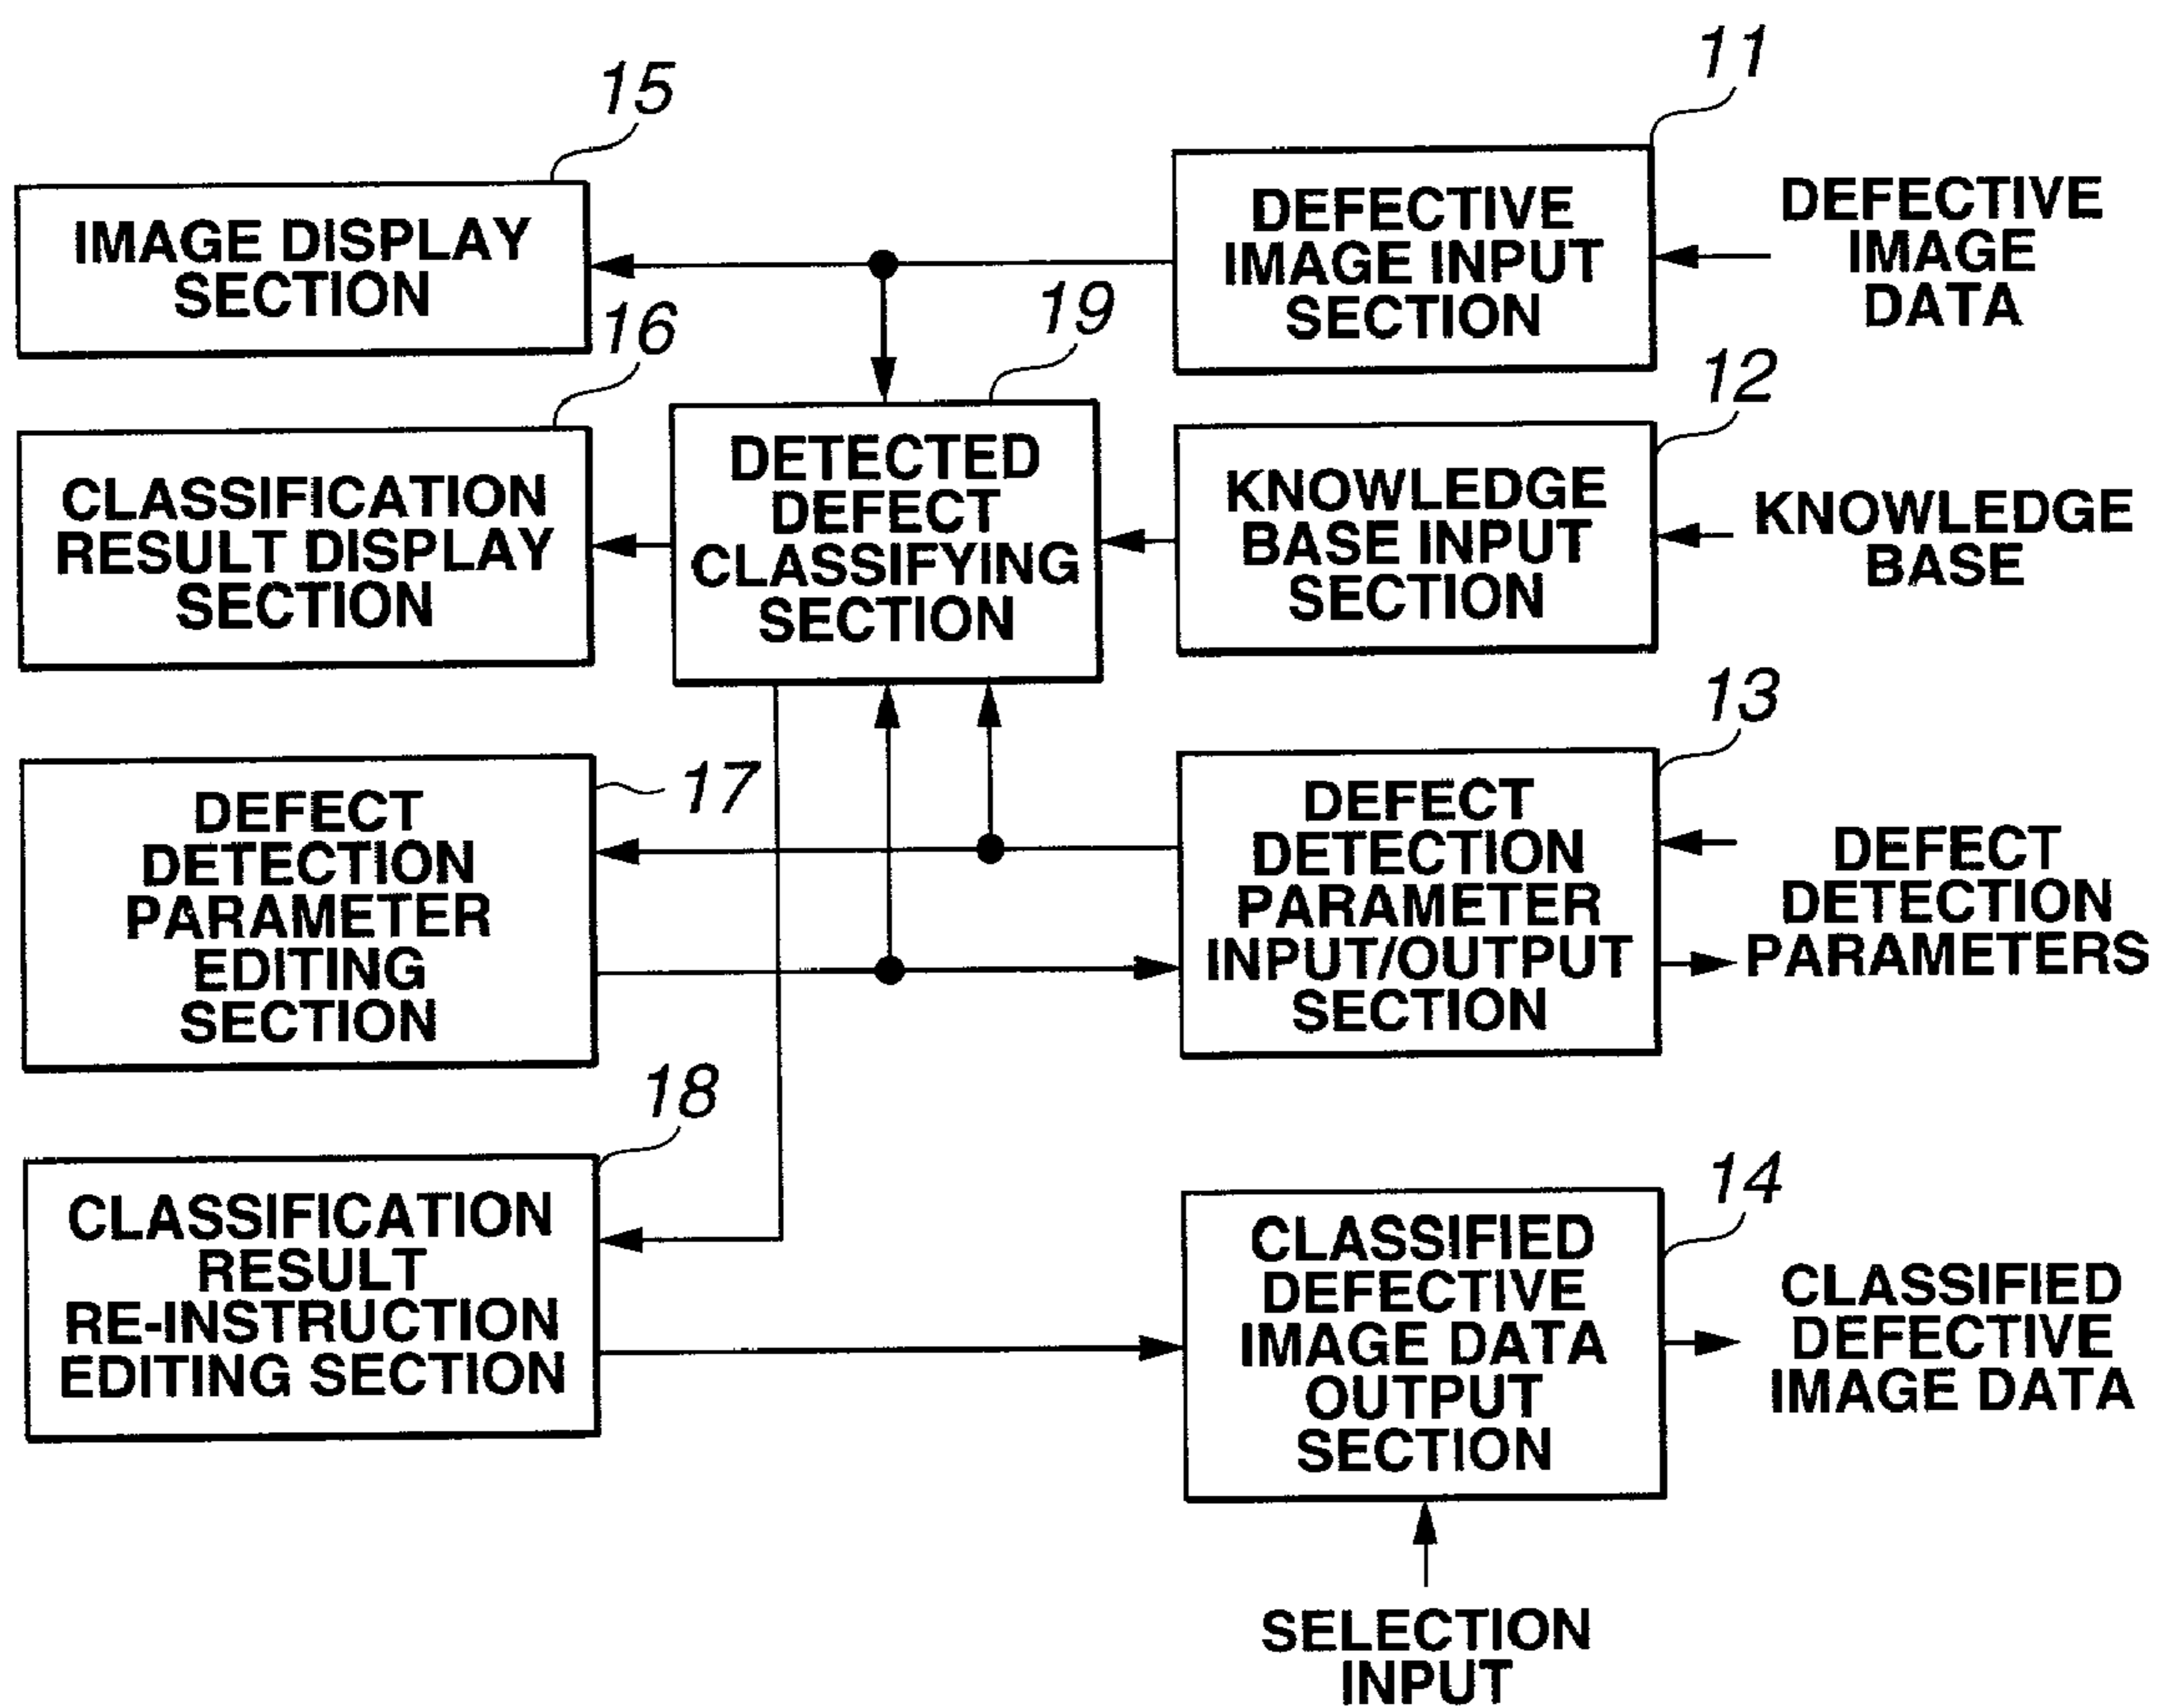 11
15
IMAGE DISPLAY
SECTION
DEFECTIVE
IMAGE INPUT
SECTION
DEFECTIVE
IMAGE
DATA
16
19
12
CLASSIFICATION
RESULT DISPLAY
SECTION
DETECTED
DEFECT
CLASSIFYING
SECTION
KNOWLEDGE
BASE INPUT
SECTION
KNOWLEDGE
BASE
17
13
DEFECT
DETECTION
PARAMETER
EDITING
SECTION
DEFECT
DETECTION
PARAMETER
INPUT/OUTPUT
SECTION
DEFECT
DETECTION
PARAMETERS
18
14
CLASSIFICATION
RESULT
RE-INSTRUCTION
EDITING SECTION
CLASSIFIED
DEFECTIVE
IMAGE DATA
OUTPUT
SECTION
CLASSIFIED
DEFECTIVE
IMAGE DATA
SELECTION
INPUT